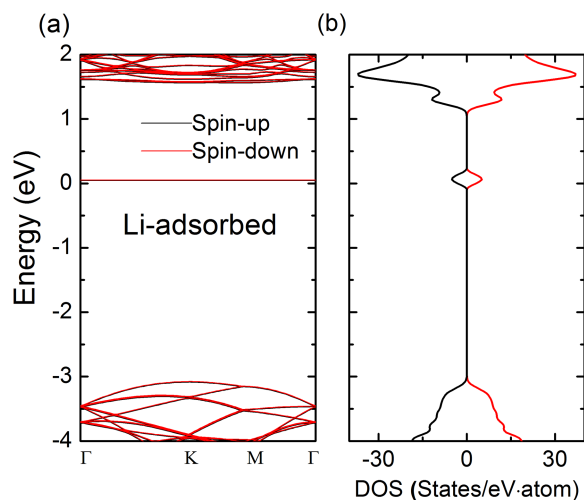 (a)
(b)
2
1
0
-1
-2
-3
-4
Energy (eV)
Spin-up
Spin-down
Li-adsorbed
Γ K M Γ
-30 0 30
DOS (States/eV·atom)